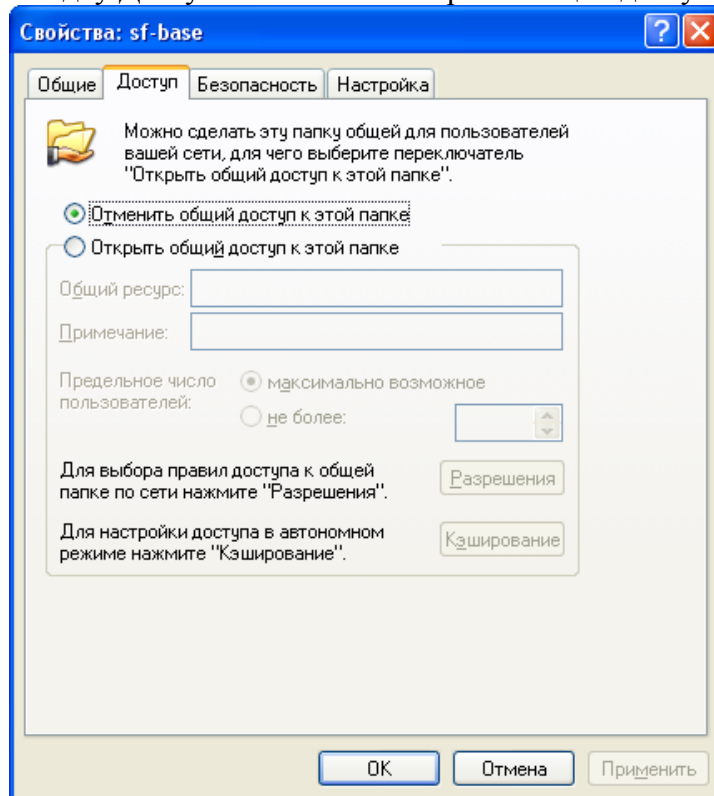 Свойства: sf-base
Общие Доступ Безопасность Настройка
Можно сделать эту папку общей для пользователей
вашей сети, для чего выберите переключатель
"Открыть общий доступ к этой папке".
Отменить общий доступ к этой папке
Открыть общий доступ к этой папке
Общий ресурс:
Примечание:
Предельное число
пользователей:
максимально возможное
не более:
Для выбора правил доступа к общей
папке по сети нажмите "Разрешения".
Разрешения
Для настройки доступа в автономном
режиме нажмите "Кэширование".
Кэширование
OK Отмена Применить